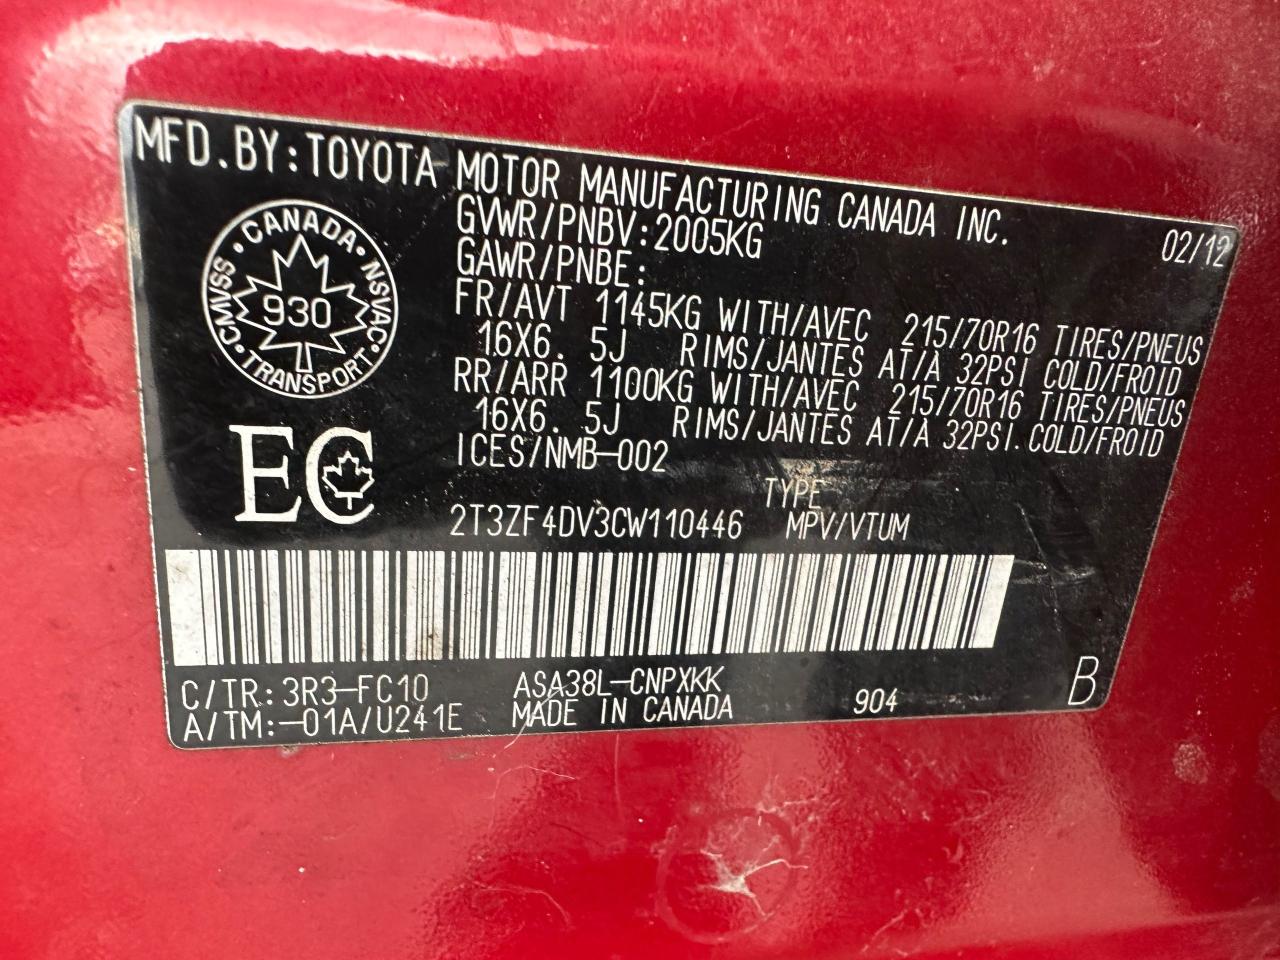 MFD.BY:TOYOTA MOTOR MANUFACTURING CANADA INC.
02/12
GVWR/PNBV:2005KG
GAWR/PNBE:
FR/AVT 1145KG WITH/AVEC 215/70R16 TIRES/PNEUS
16X6.5J RIMS/JANTES AT/A 32PSI COLD/FROID
RR/ARR 1100KG WITH/AVEC 215/70R16 TIRES/PNEUS
16X6.5J RIMS/JANTES AT/A 32PSI.COLD/FROID
ICES/NMB-002
CANADA • NSVAC • TRANSPORT • CMVSS •
930
EC
TYPE
2T3ZF4DV3CW110446 MPV/VTUM
C/TR:3R3-FC10 ASA38L-CNPXKK
A/TM:-01A/U241E MADE IN CANADA 904 B